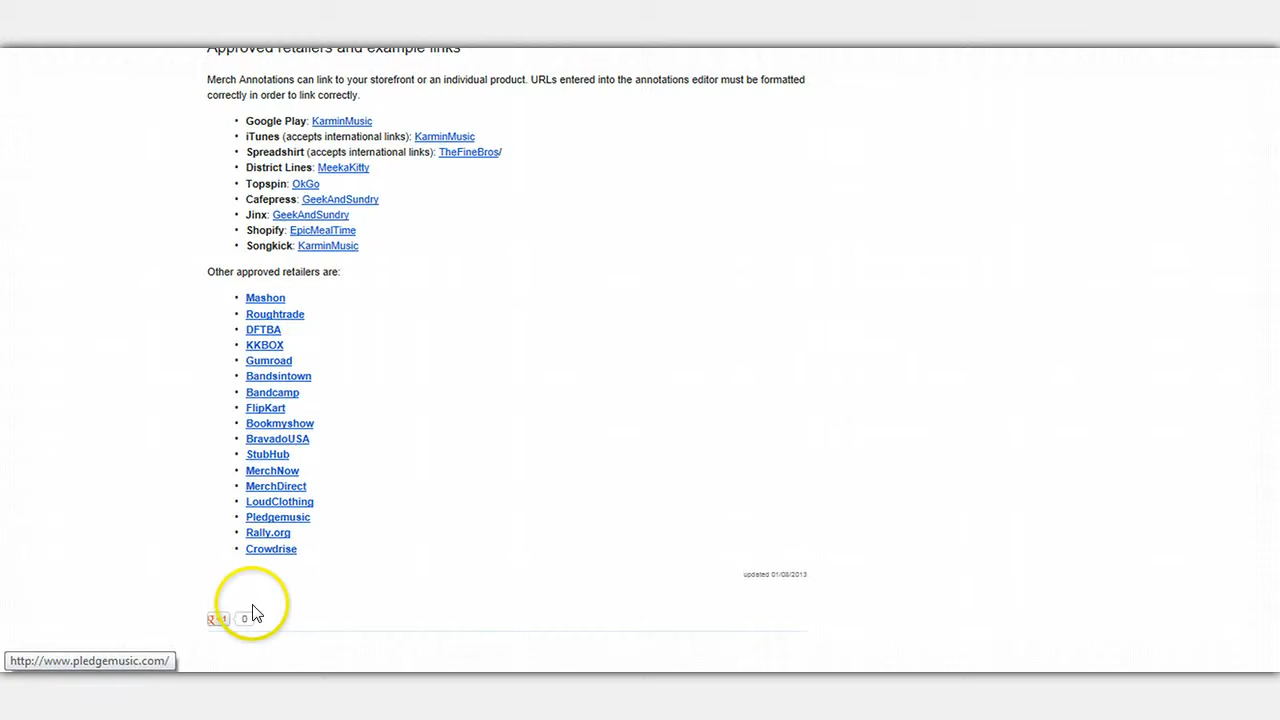 Approved retailers and example links
Merch Annotations can link to your storefront or an individual product. URLs entered into the annotations editor must be formatted
correctly in order to link correctly.
• Google Play: KarminMusic
• iTunes (accepts international links): KarminMusic
• Spreadshirt (accepts international links): TheFineBros/
• District Lines: MeekaKitty
• Topspin: OkGo
• Cafepress: GeekAndSundry
• Jinx: GeekAndSundry
• Shopify: EpicMealTime
• Songkick: KarminMusic
Other approved retailers are:
• Mashon
• Roughtrade
• DFTBA
• KKBOX
• Gumroad
• Bandsintown
• Bandcamp
• FlipKart
• Bookmyshow
• BravadoUSA
• StubHub
• MerchNow
• MerchDirect
• LoudClothing
• Pledgemusic
• Rally.org
• Crowdrise
updated 01/08/2013
0
http://www.pledgemusic.com/